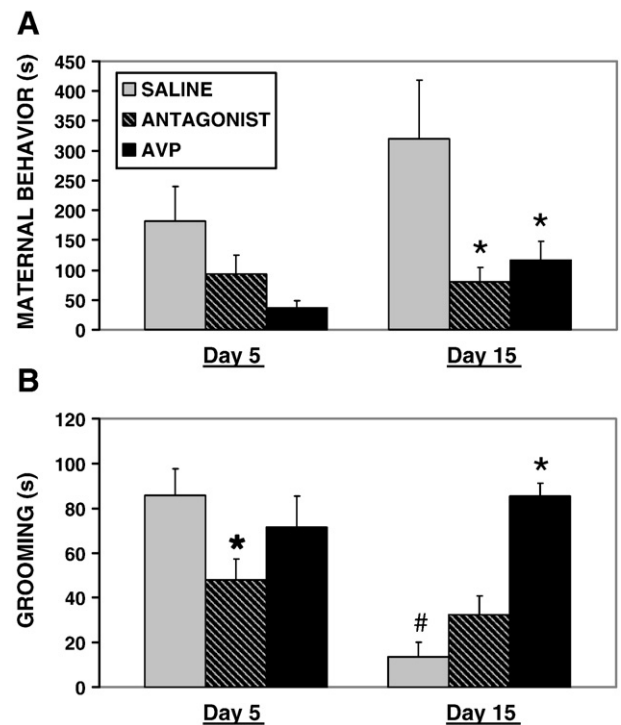 A
MATERNAL BEHAVIOR (s)
450
400
350
300
250
200
150
100
50
0
SALINE
ANTAGONIST
AVP
*
*
Day 5
Day 15
B
GROOMING (s)
120
100
80
60
40
20
0
*
#
*
Day 5
Day 15